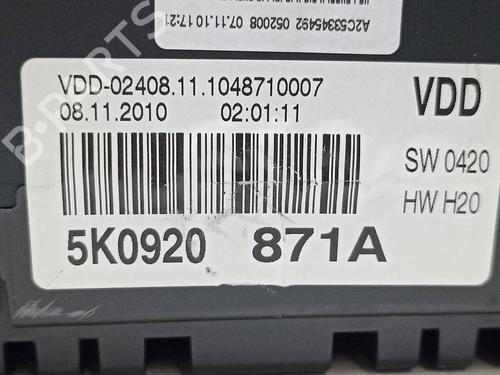 A2C53345492 052008 07.11.10 17:21
VDD-02408.11.1048710007
08.11.2010 02:01:11
VDD
SW 0420
HW H20
5K0920 871A
B-PARTS